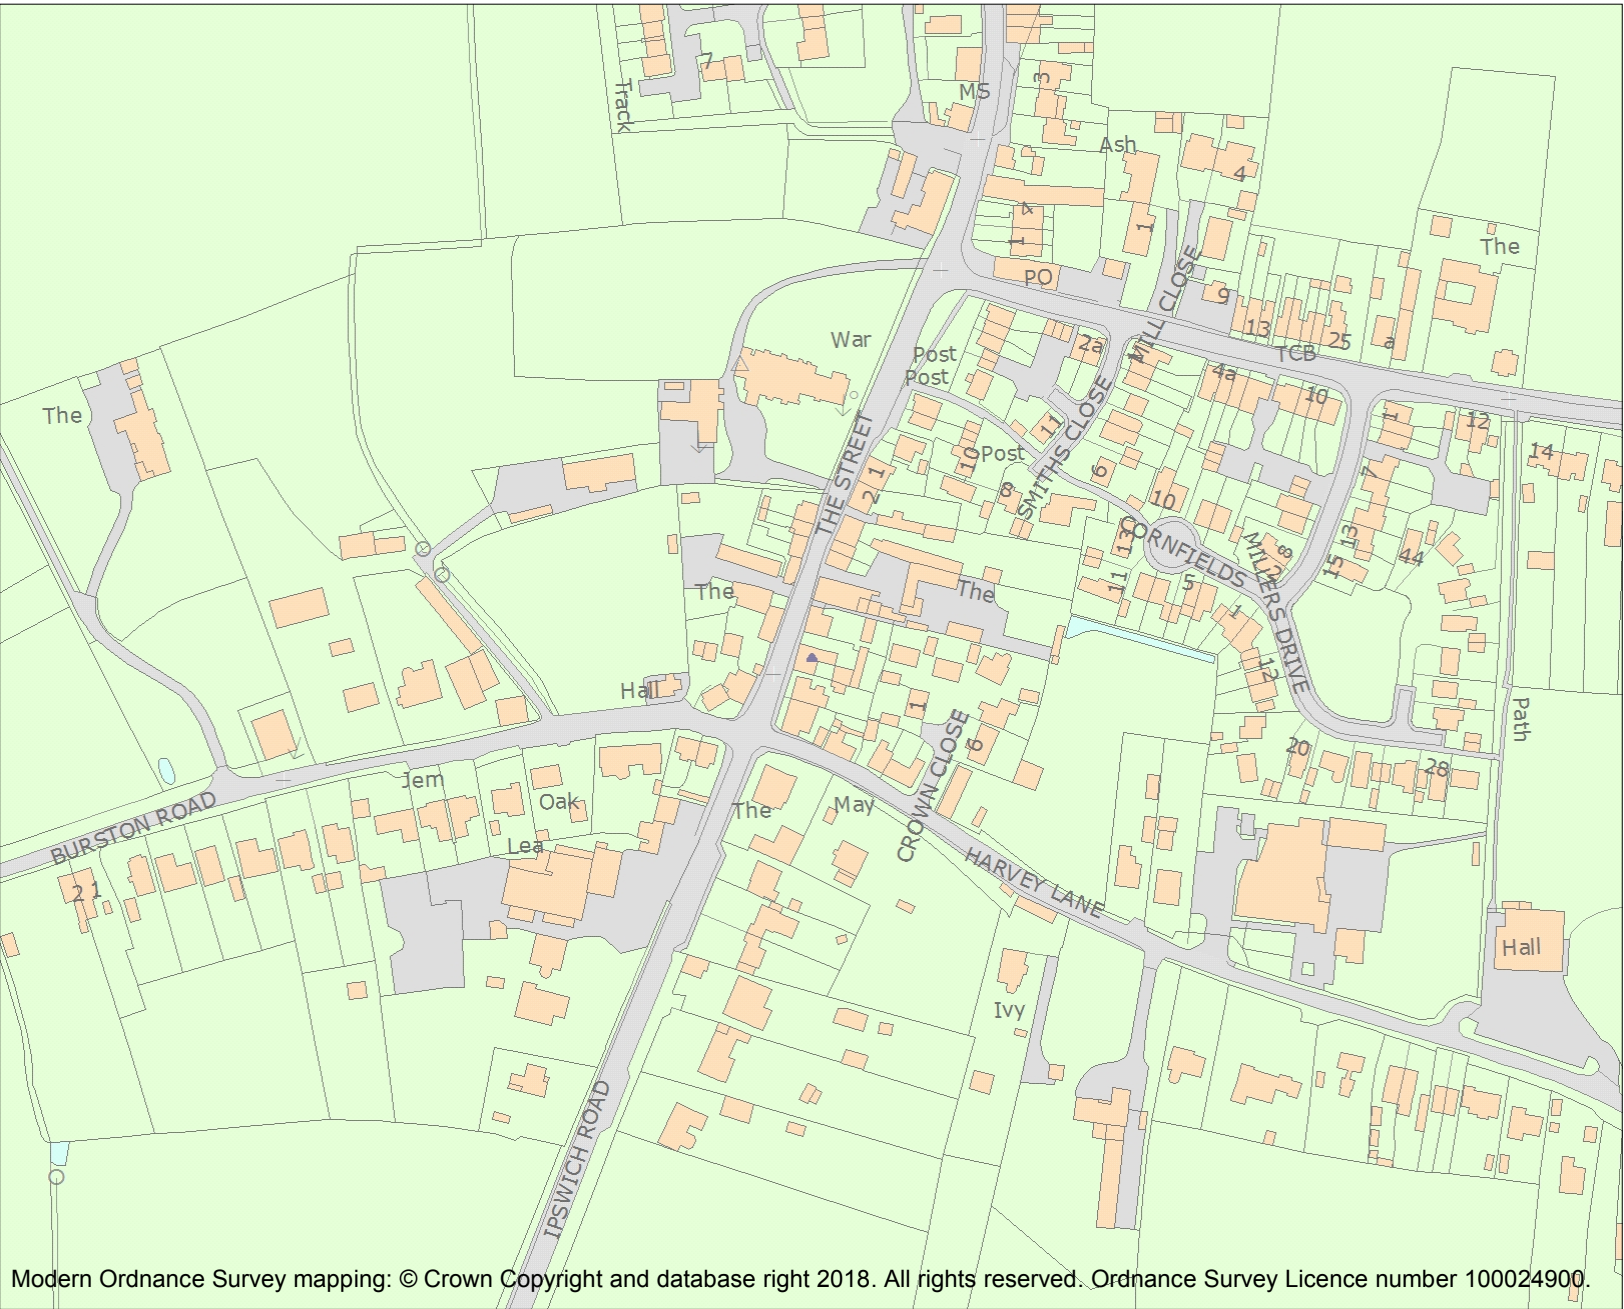 7
Track
MS
3
Ash
4
4
1
1
The
PO
MILL CLOSE
9
13
25
a
TCB
War
Post
Post
2a
1
4a
10
1
12
The
11
SMITHS CLOSE
THE STREET
1
2
10
Post
8
6
10
7
14
CORNFIELDS
13
11
5
1
MILLERS DRIVE
8
2
15
13
44
The
The
12
Hall
1
6
CROWN CLOSE
20
28
Path
Jem
Oak
Lea
The
May
BURSTON ROAD
2
1
HARVEY LANE
Hall
Ivy
IPSWICH ROAD
Modern Ordnance Survey mapping: © Crown Copyright and database right 2018. All rights reserved. Ordnance Survey Licence number 100024900.